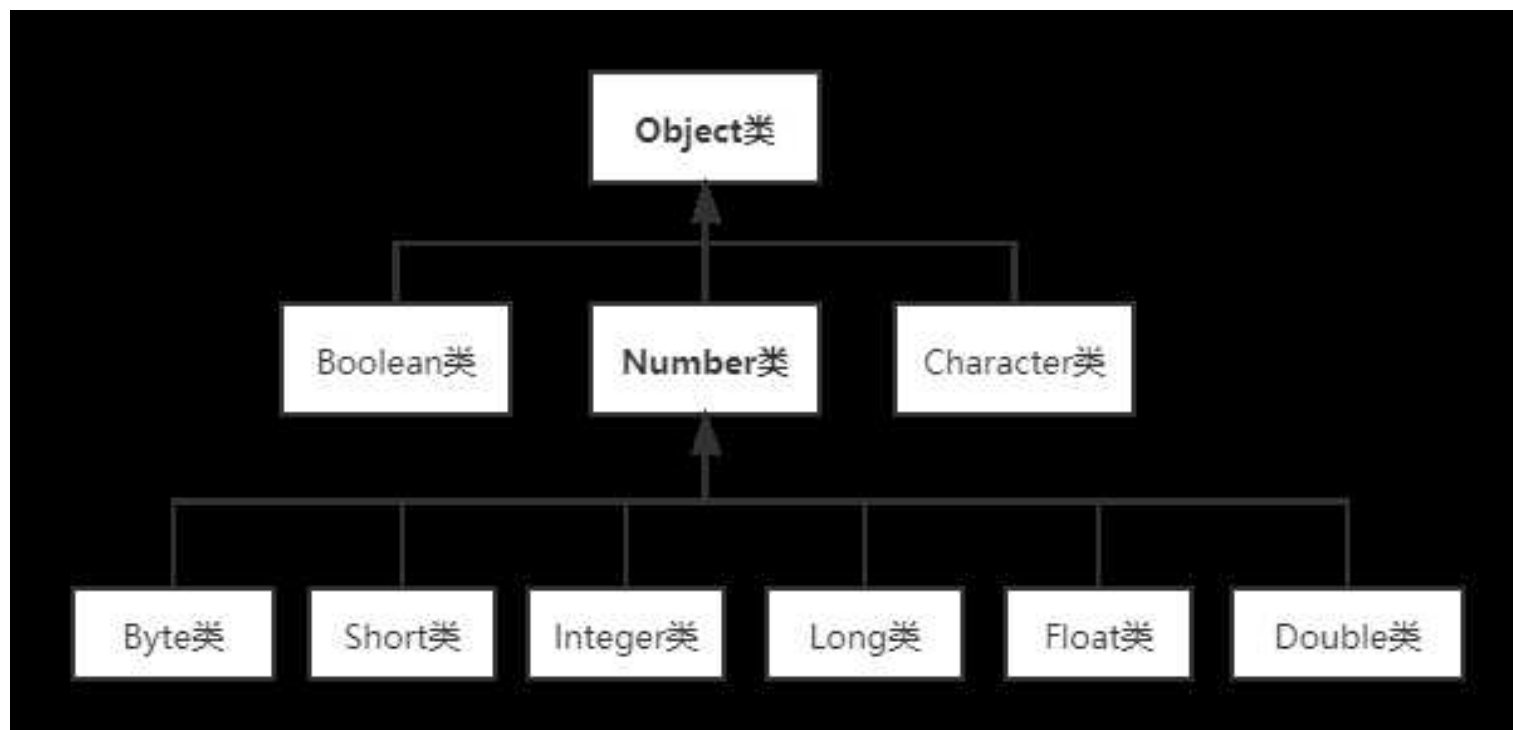 Object类
Boolean类
Number类
Character类
Byte类
Short类
Integer类
Long类
Float类
Double类